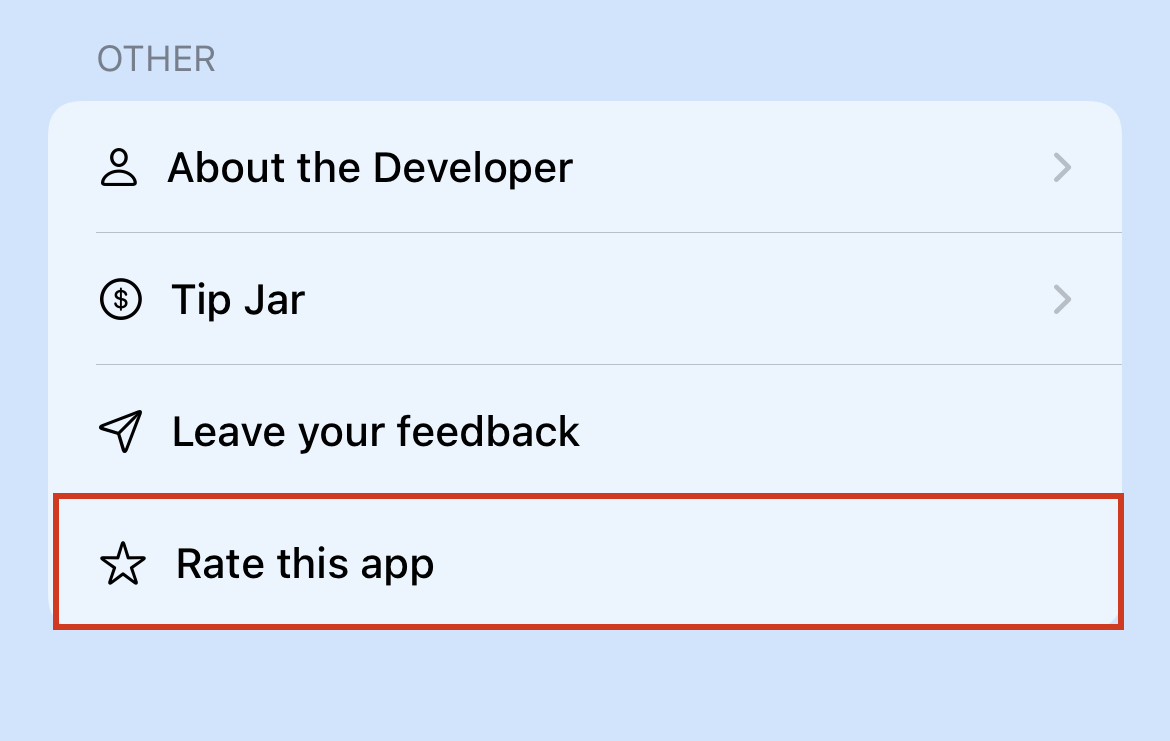 OTHER
About the Developer
$ Tip Jar
Leave your feedback
Rate this app